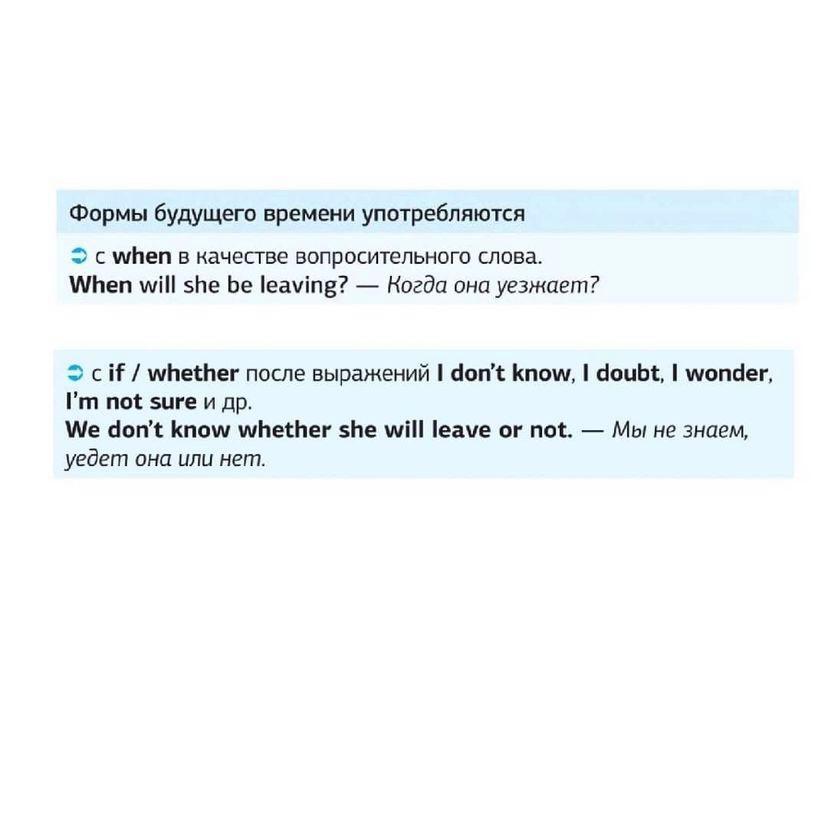 Формы будущего времени употребляются
➲ с when в качестве вопросительного слова.
When will she be leaving? — Когда она уезжает?
➲ с if / whether после выражений I don't know, I doubt, I wonder,
I'm not sure и др.
We don't know whether she will leave or not. — Мы не знаем,
уедет она или нет.